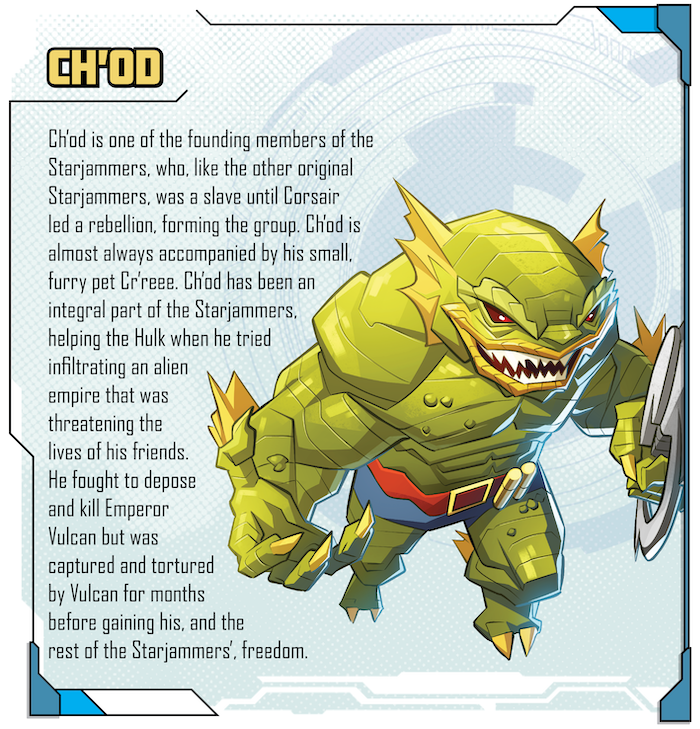 CH'OD
Ch'od is one of the founding members of the
Starjammers, who, like the other original
Starjammers, was a slave until Corsair
led a rebellion, forming the group. Ch'od is
almost always accompanied by his small,
furry pet Cr'reee. Ch'od has been an
integral part of the Starjammers,
helping the Hulk when he tried
infiltrating an alien
empire that was
threatening the
lives of his friends.
He fought to depose
and kill Emperor
Vulcan but was
captured and tortured
by Vulcan for months
before gaining his, and the
rest of the Starjammers', freedom.